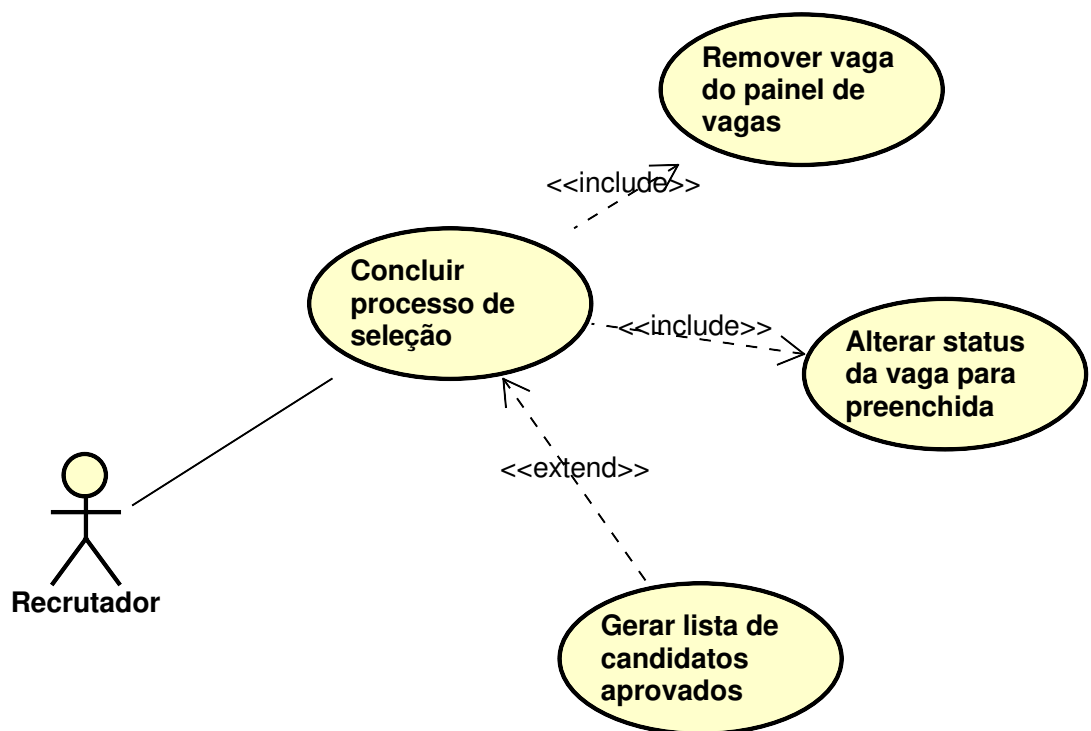 Remover vaga
do painel de
vagas
<<include>>
Concluir
processo de
seleção
<<include>>
Alterar status
da vaga para
preenchida
<<extend>>
Recrutador
Gerar lista de
candidatos
aprovados